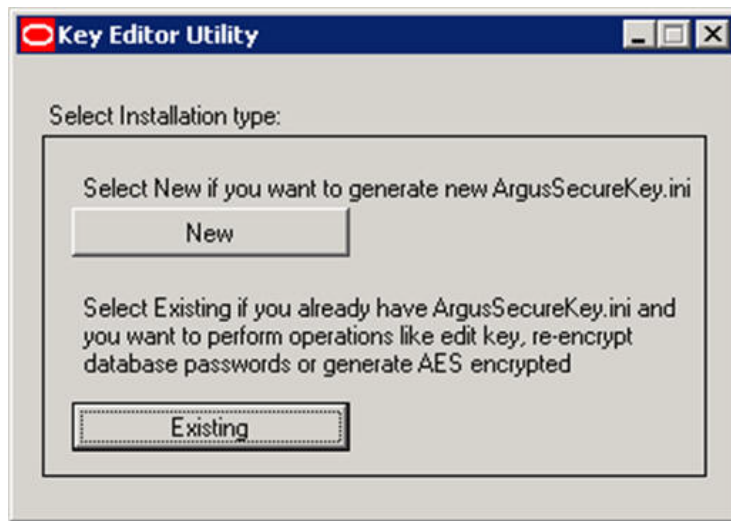 Key Editor Utility
Select Installation type:
Select New if you want to generate new ArgusSecureKey.ini
New
Select Existing if you already have ArgusSecureKey.ini and
you want to perform operations like edit key, re-encrypt
database passwords or generate AES encrypted
Existing